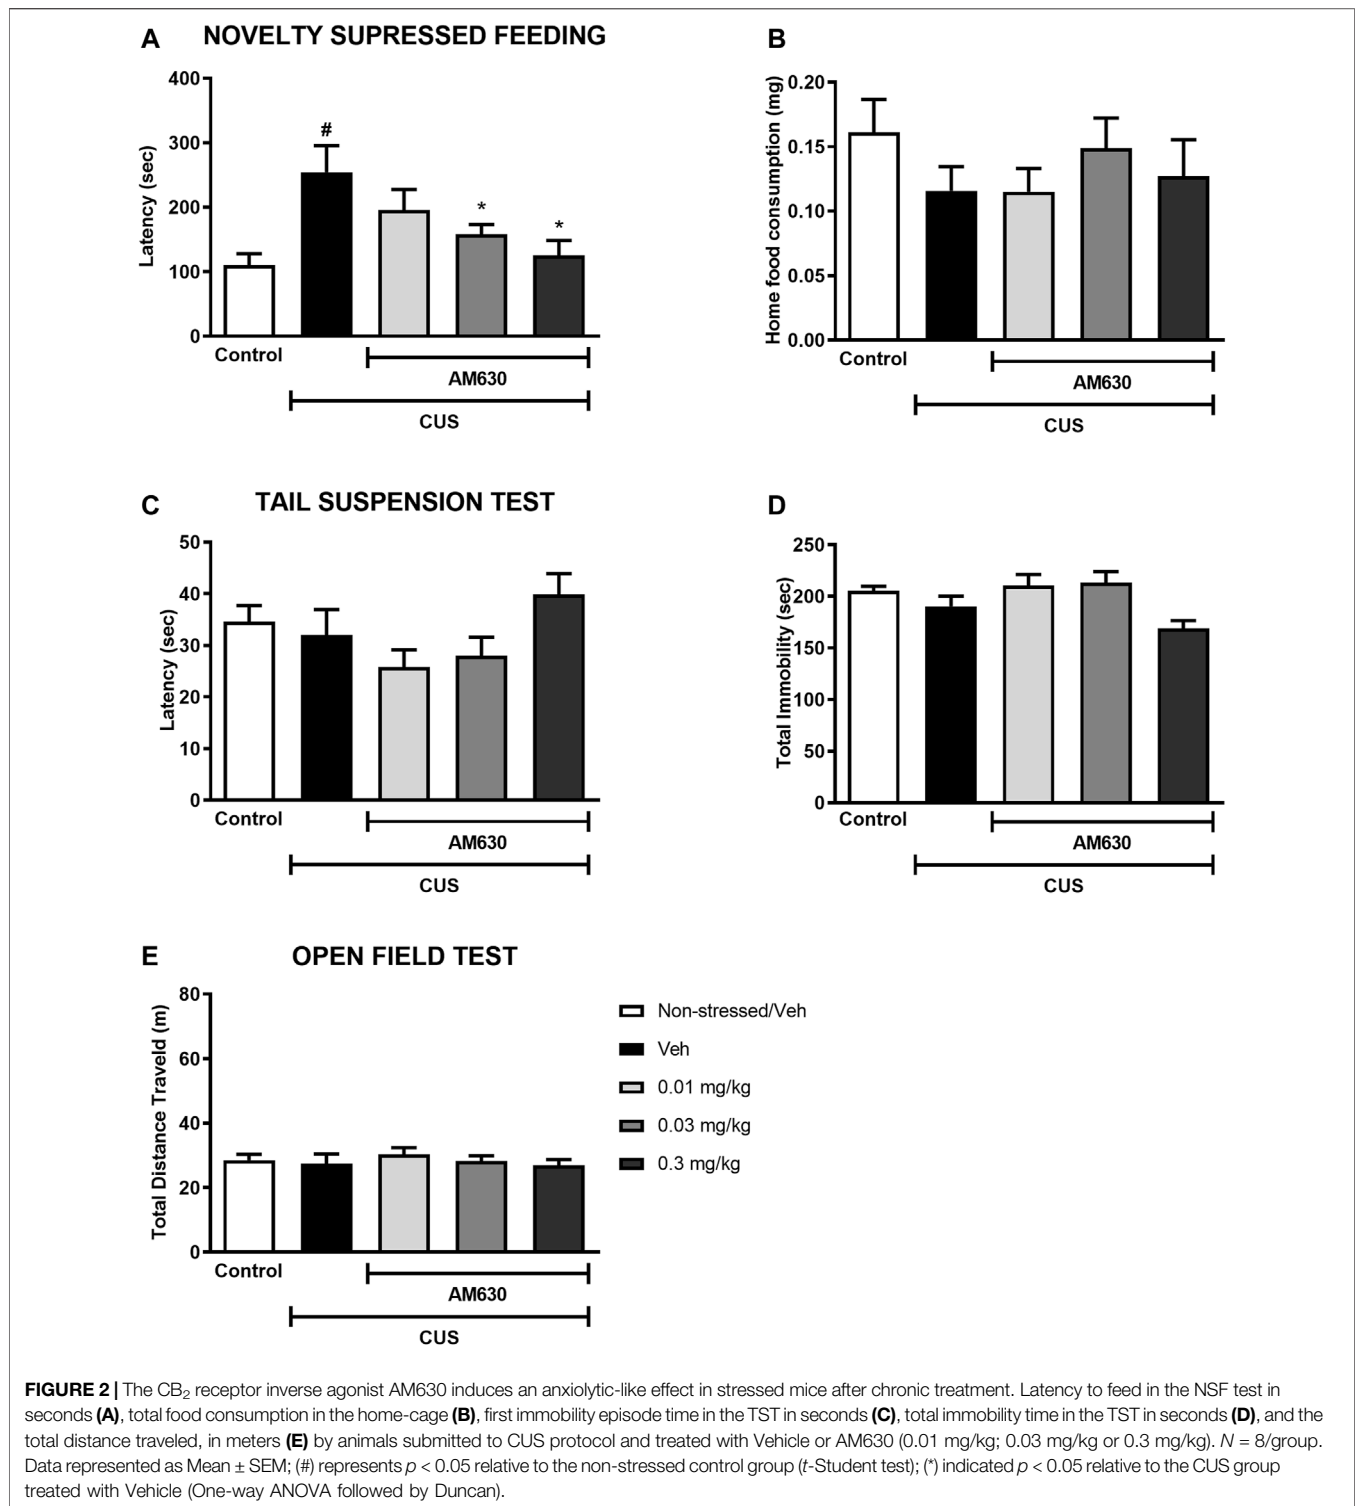 A NOVELTY SUPRESSED FEEDING
400
300
200
100
0
Latency (sec)
#
*
*
Control
AM630
CUS
B
0.20
0.15
0.10
0.05
0.00
Home food consumption (mg)
Control
AM630
CUS
C TAIL SUSPENSION TEST
50
40
30
20
10
0
Latency (sec)
Control
AM630
CUS
D
250
200
150
100
50
0
Total Immobility (sec)
Control
AM630
CUS
E OPEN FIELD TEST
80
60
40
20
0
Total Distance Traveld (m)
Control
AM630
CUS
Non-stressed/Veh
Veh
0.01 mg/kg
0.03 mg/kg
0.3 mg/kg
FIGURE 2 | The CB₂ receptor inverse agonist AM630 induces an anxiolytic-like effect in stressed mice after chronic treatment. Latency to feed in the NSF test in
seconds (A), total food consumption in the home-cage (B), first immobility episode time in the TST in seconds (C), total immobility time in the TST in seconds (D), and the
total distance traveled, in meters (E) by animals submitted to CUS protocol and treated with Vehicle or AM630 (0.01 mg/kg; 0.03 mg/kg or 0.3 mg/kg). N = 8/group.
Data represented as Mean ± SEM; (#) represents p < 0.05 relative to the non-stressed control group (t-Student test); (*) indicated p < 0.05 relative to the CUS group
treated with Vehicle (One-way ANOVA followed by Duncan).